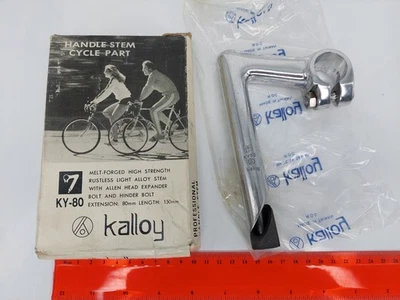 HANDLE STEM
CYCLE PART
7
KY-80
MELT-FORGED HIGH STRENGTH
RUSTLESS LIGHT ALLOY STEM
WITH ALLEN HEAD EXPANDER
BOLT AND HINDER BOLT
EXTENSION. 80mm LENGTH. 150mm
kalloy
PROFESSIONAL
kalloy
kalloy
kalloy
kalloy